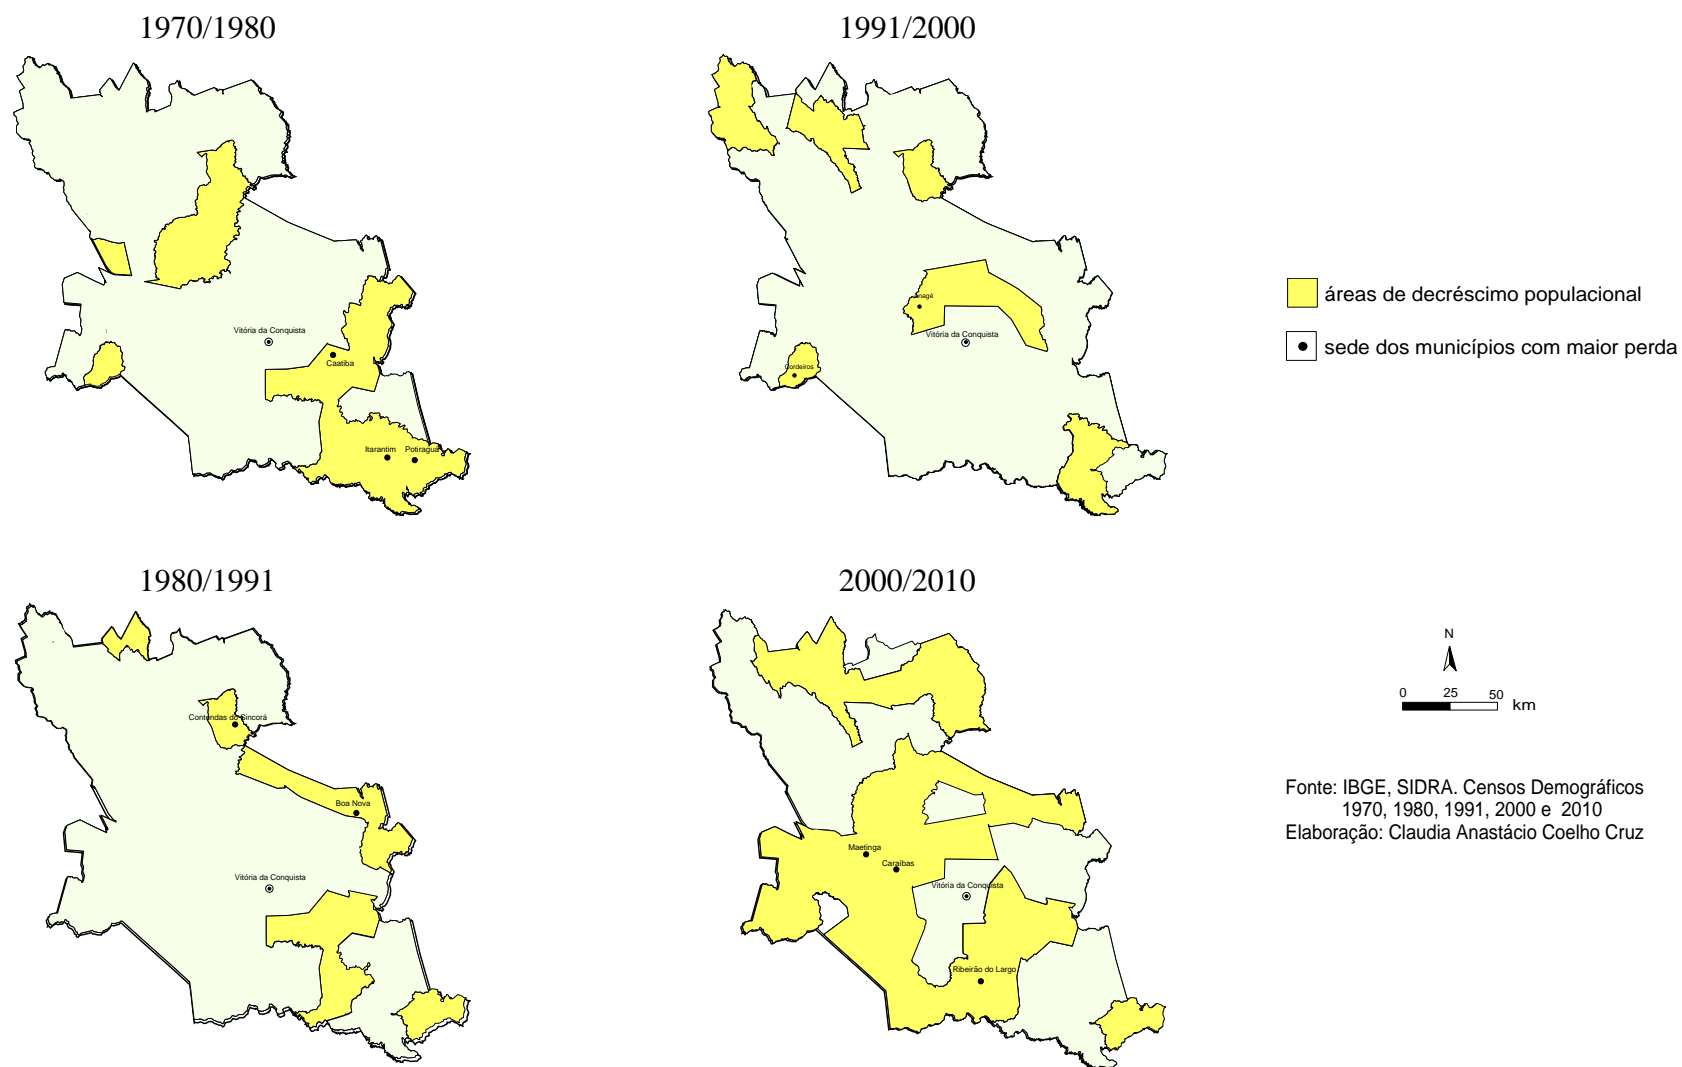 1970/1980
Vitória da Conquista
Caatiba
Itarantim
Potiraguá
1991/2000
Vitória da Conquista
Cordeiros
áreas de decréscimo populacional
sede dos municípios com maior perda
1980/1991
Contendas do Sincorá
Boa Nova
Vitória da Conquista
2000/2010
Maetinga
Caraíbas
Vitória da Conquista
Ribeirão do Largo
N
0 25 50 km
Fonte: IBGE, SIDRA. Censos Demográficos
1970, 1980, 1991, 2000 e 2010
Elaboração: Claudia Anastácio Coelho Cruz